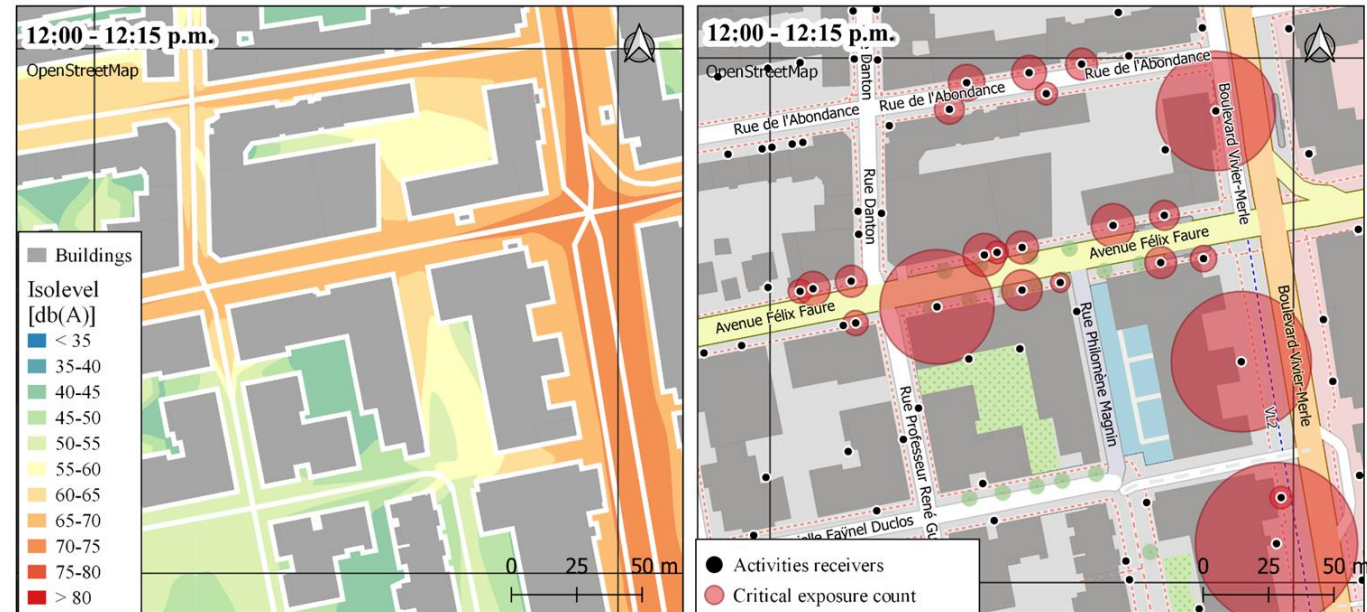 12:00 - 12:15 p.m.
OpenStreetMap
Buildings
Isolevel
[db(A)]
< 35
35-40
40-45
45-50
50-55
55-60
60-65
65-70
70-75
75-80
> 80
0 25 50 m
12:00 - 12:15 p.m.
OpenStreetMap
Danton
Rue de l'Abondance
Rue de l'Abondance
Rue de l'Abondance
Boulevard Vivier-Merle
Rue Danton
Avenue Félix Faure
Avenue Félix Faure
Rue Philomène Magnin
Boulevard Vivier-Merle
VL2
Rue Professeur René Gu
elle Faÿnel Duclos
Activities receivers
Critical exposure count
0 25 50 m